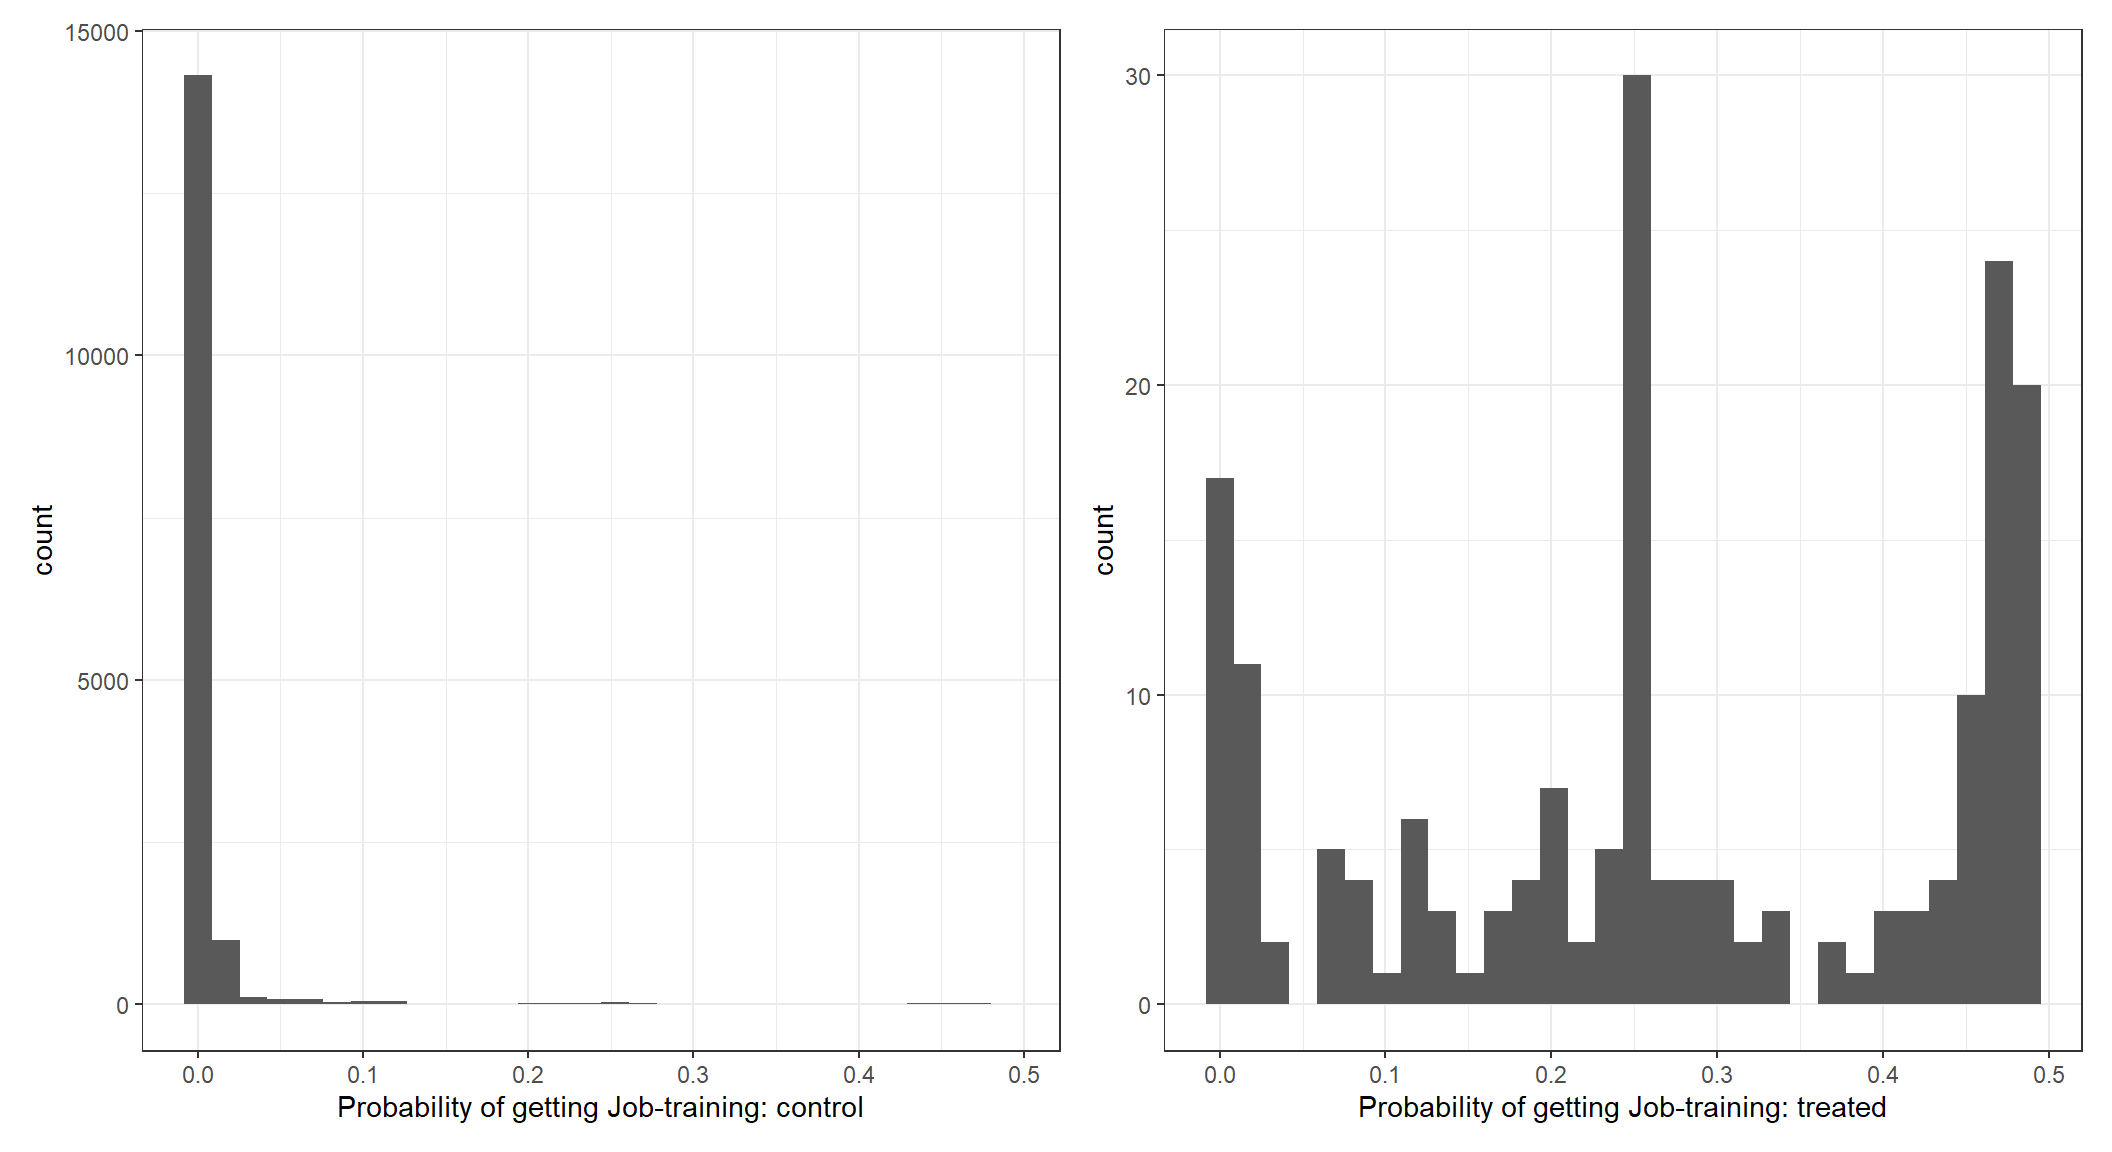 15000
10000
5000
0
count
0.0 0.1 0.2 0.3 0.4 0.5
Probability of getting Job-training: control
30
20
10
0
count
0.0 0.1 0.2 0.3 0.4 0.5
Probability of getting Job-training: treated